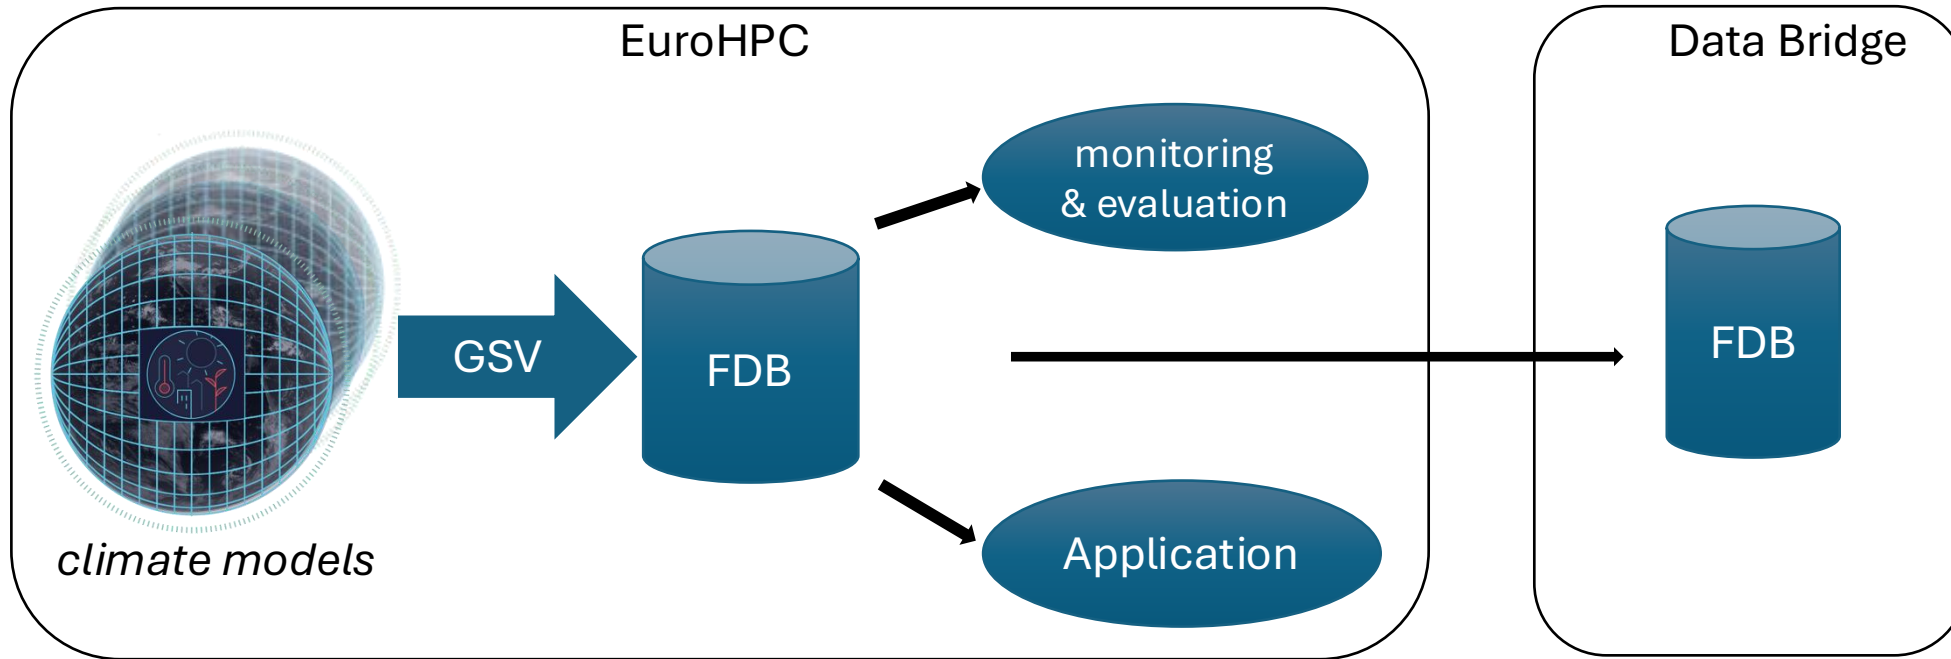 EuroHPC
Data Bridge
monitoring
& evaluation
GSV
FDB
FDB
Application
climate models